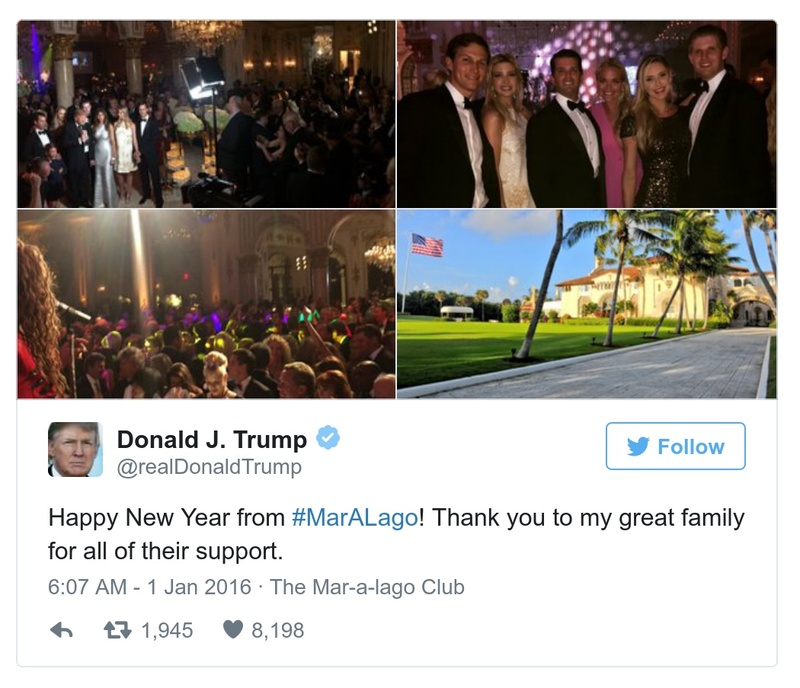 Donald J. Trump
@realDonaldTrump
Follow
Happy New Year from #MarALago! Thank you to my great family
for all of their support.
6:07 AM - 1 Jan 2016 · The Mar-a-lago Club
1,945 8,198